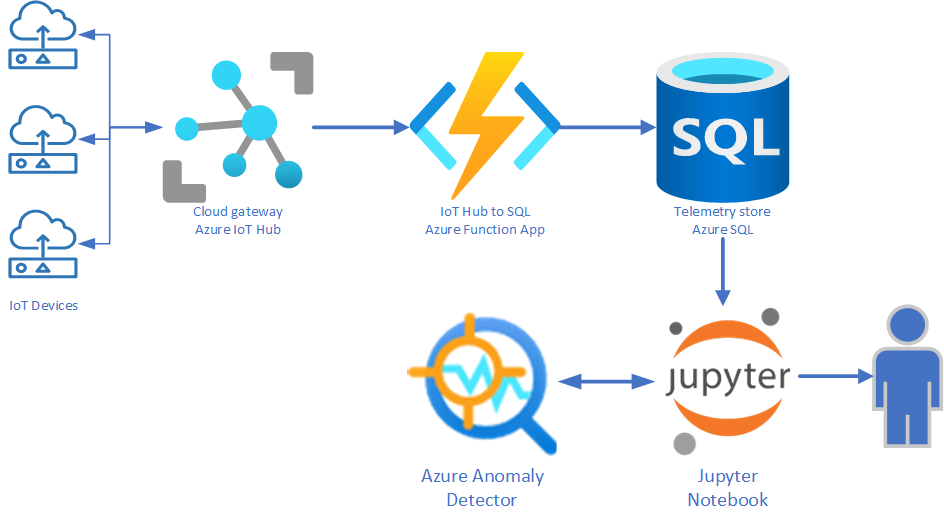 SQL
Cloud gateway
Azure IoT Hub
IoT Hub to SQL
Azure Function App
Telemetry store
Azure SQL
IoT Devices
jupyter
Azure Anomaly
Detector
Jupyter
Notebook